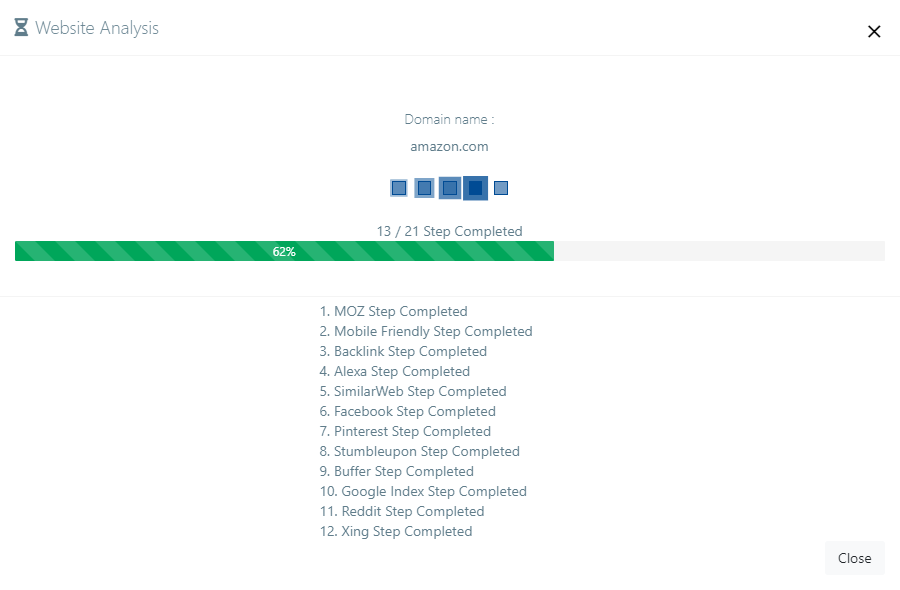 Website Analysis
Domain name :
amazon.com
13 / 21 Step Completed
62%
1. MOZ Step Completed
2. Mobile Friendly Step Completed
3. Backlink Step Completed
4. Alexa Step Completed
5. SimilarWeb Step Completed
6. Facebook Step Completed
7. Pinterest Step Completed
8. Stumbleupon Step Completed
9. Buffer Step Completed
10. Google Index Step Completed
11. Reddit Step Completed
12. Xing Step Completed
Close